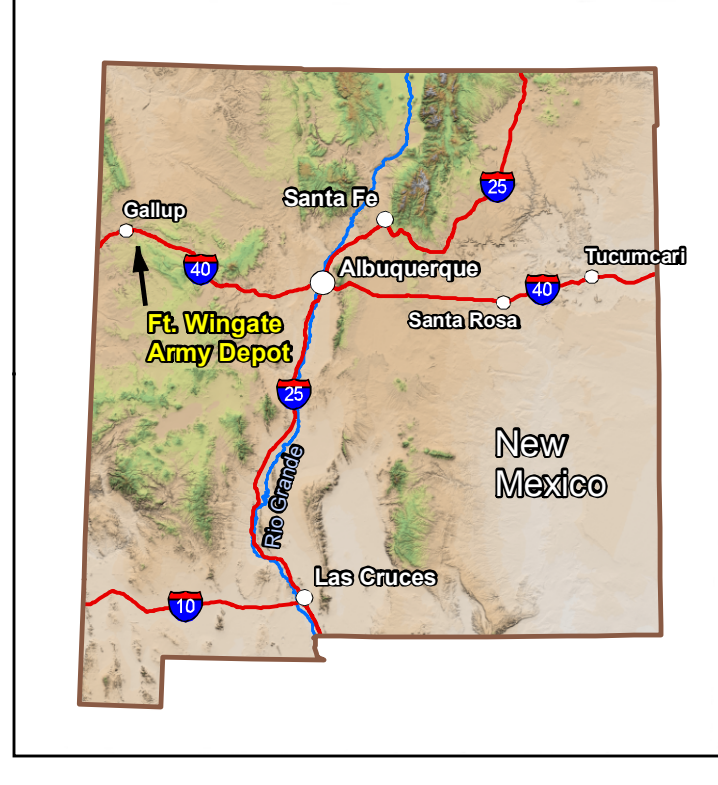 25
Santa Fe
Gallup
Tucumcari
40
Albuquerque
40
Santa Rosa
Ft. Wingate
Army Depot
25
New
Mexico
Rio Grande
Las Cruces
10